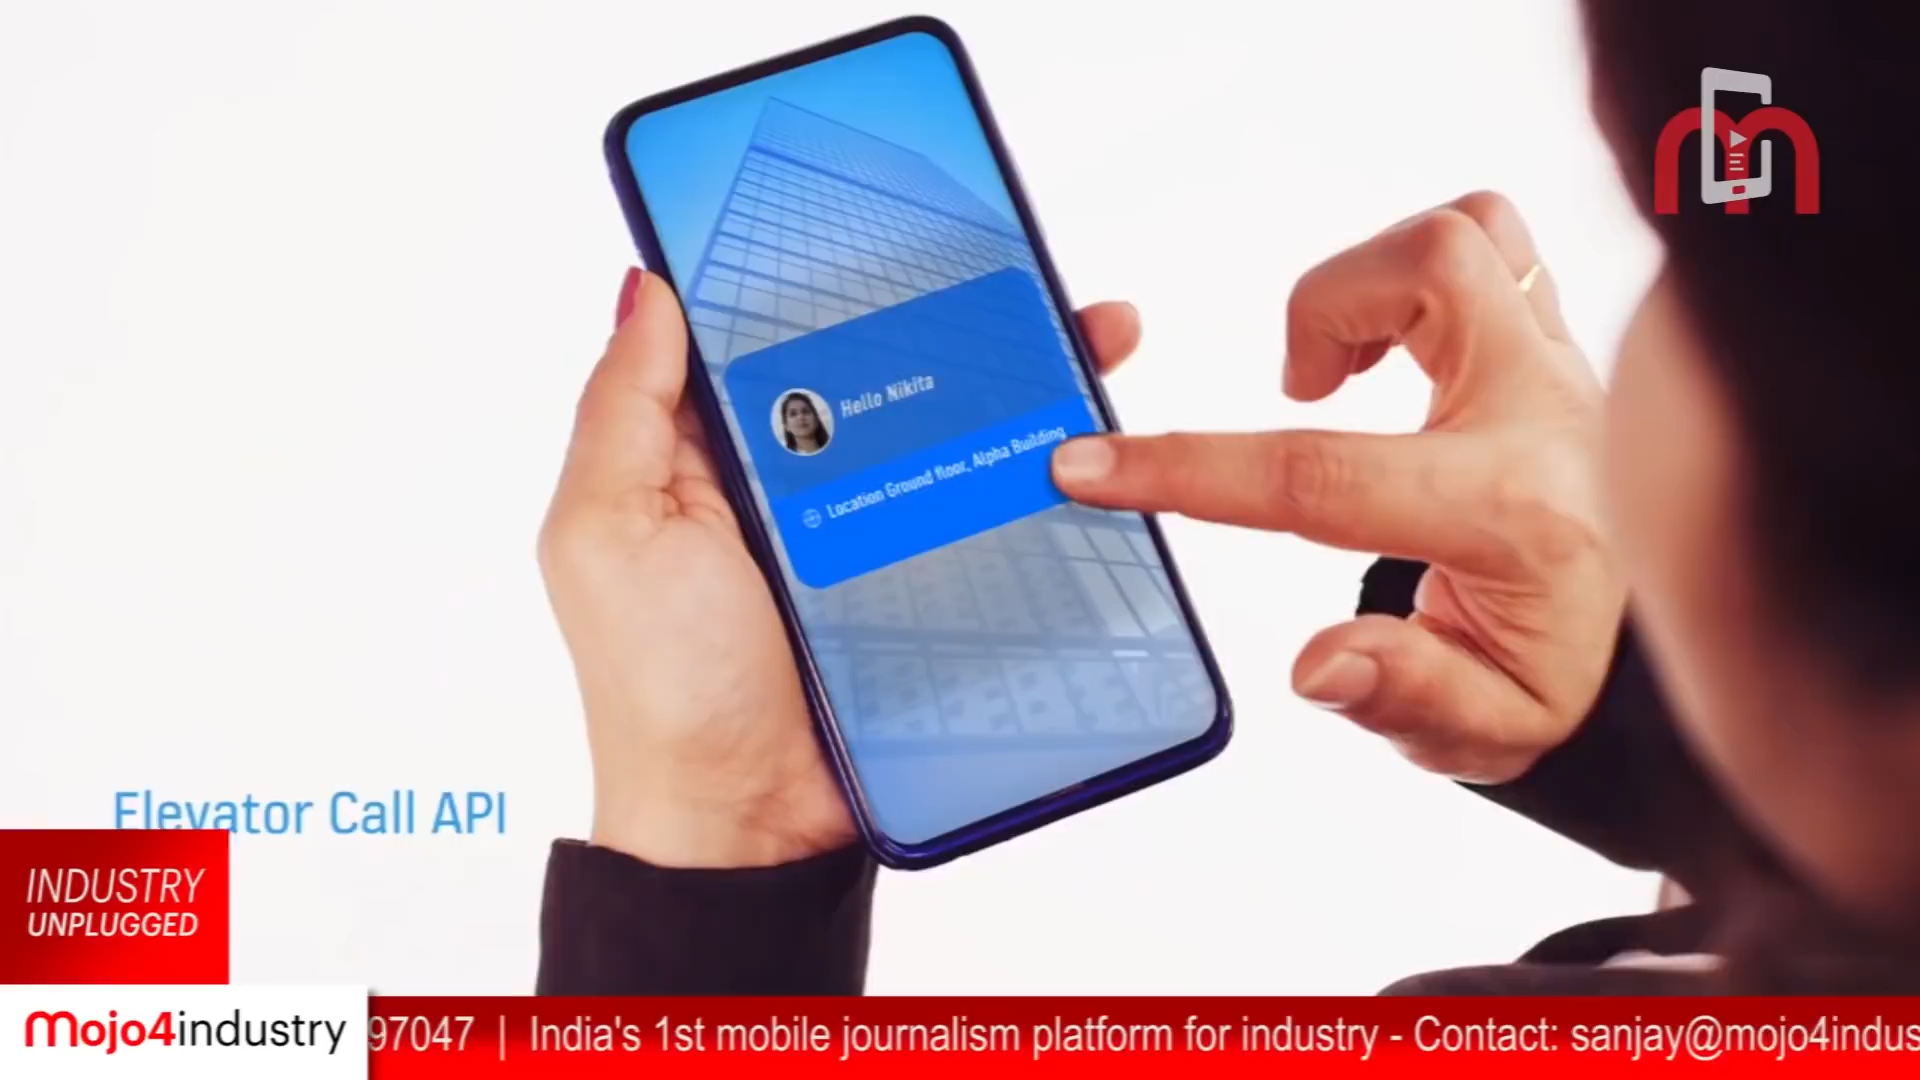 Hello Nikita
Location Ground floor, Alpha Building
Elevator Call API
INDUSTRY
UNPLUGGED
mojo4industry
97047 | India's 1st mobile journalism platform for industry - Contact: sanjay@mojo4indus